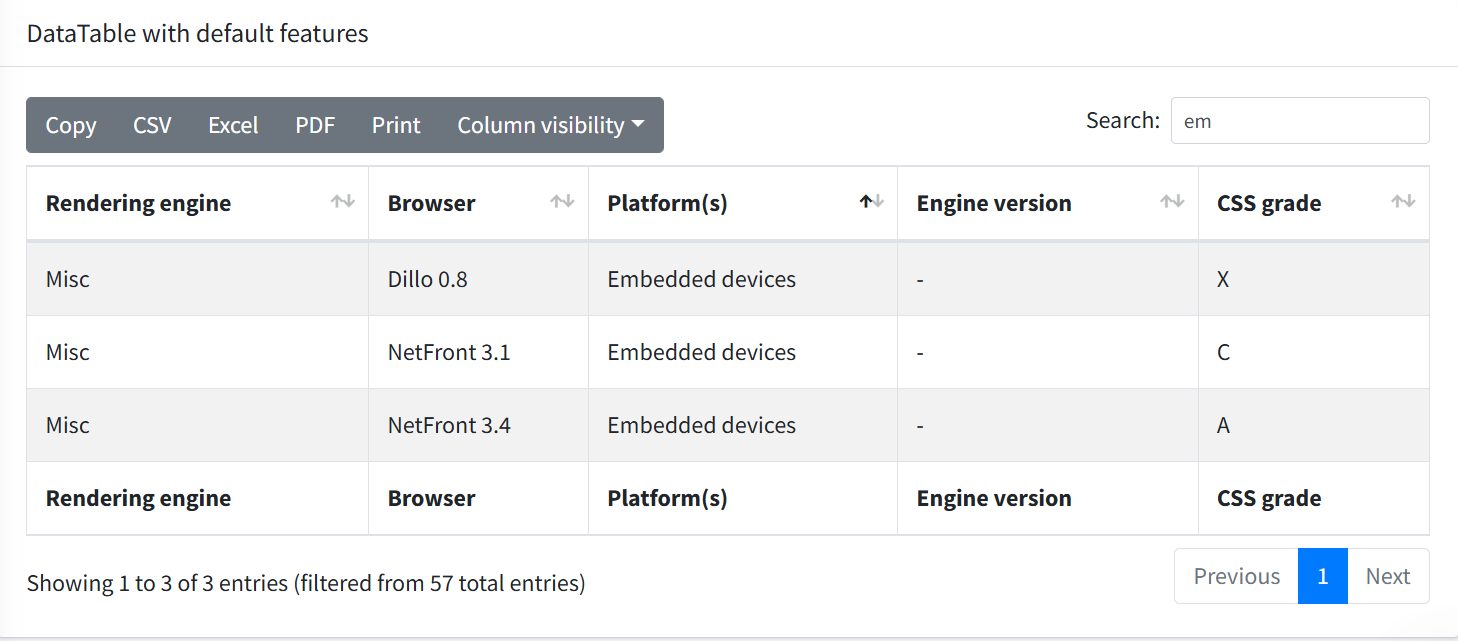 DataTable with default features
Copy CSV Excel PDF Print Column visibility
Search: em
Rendering engine Browser Platform(s) Engine version CSS grade
Misc Dillo 0.8 Embedded devices - X
Misc NetFront 3.1 Embedded devices - C
Misc NetFront 3.4 Embedded devices - A
Rendering engine Browser Platform(s) Engine version CSS grade
Showing 1 to 3 of 3 entries (filtered from 57 total entries)
Previous 1 Next